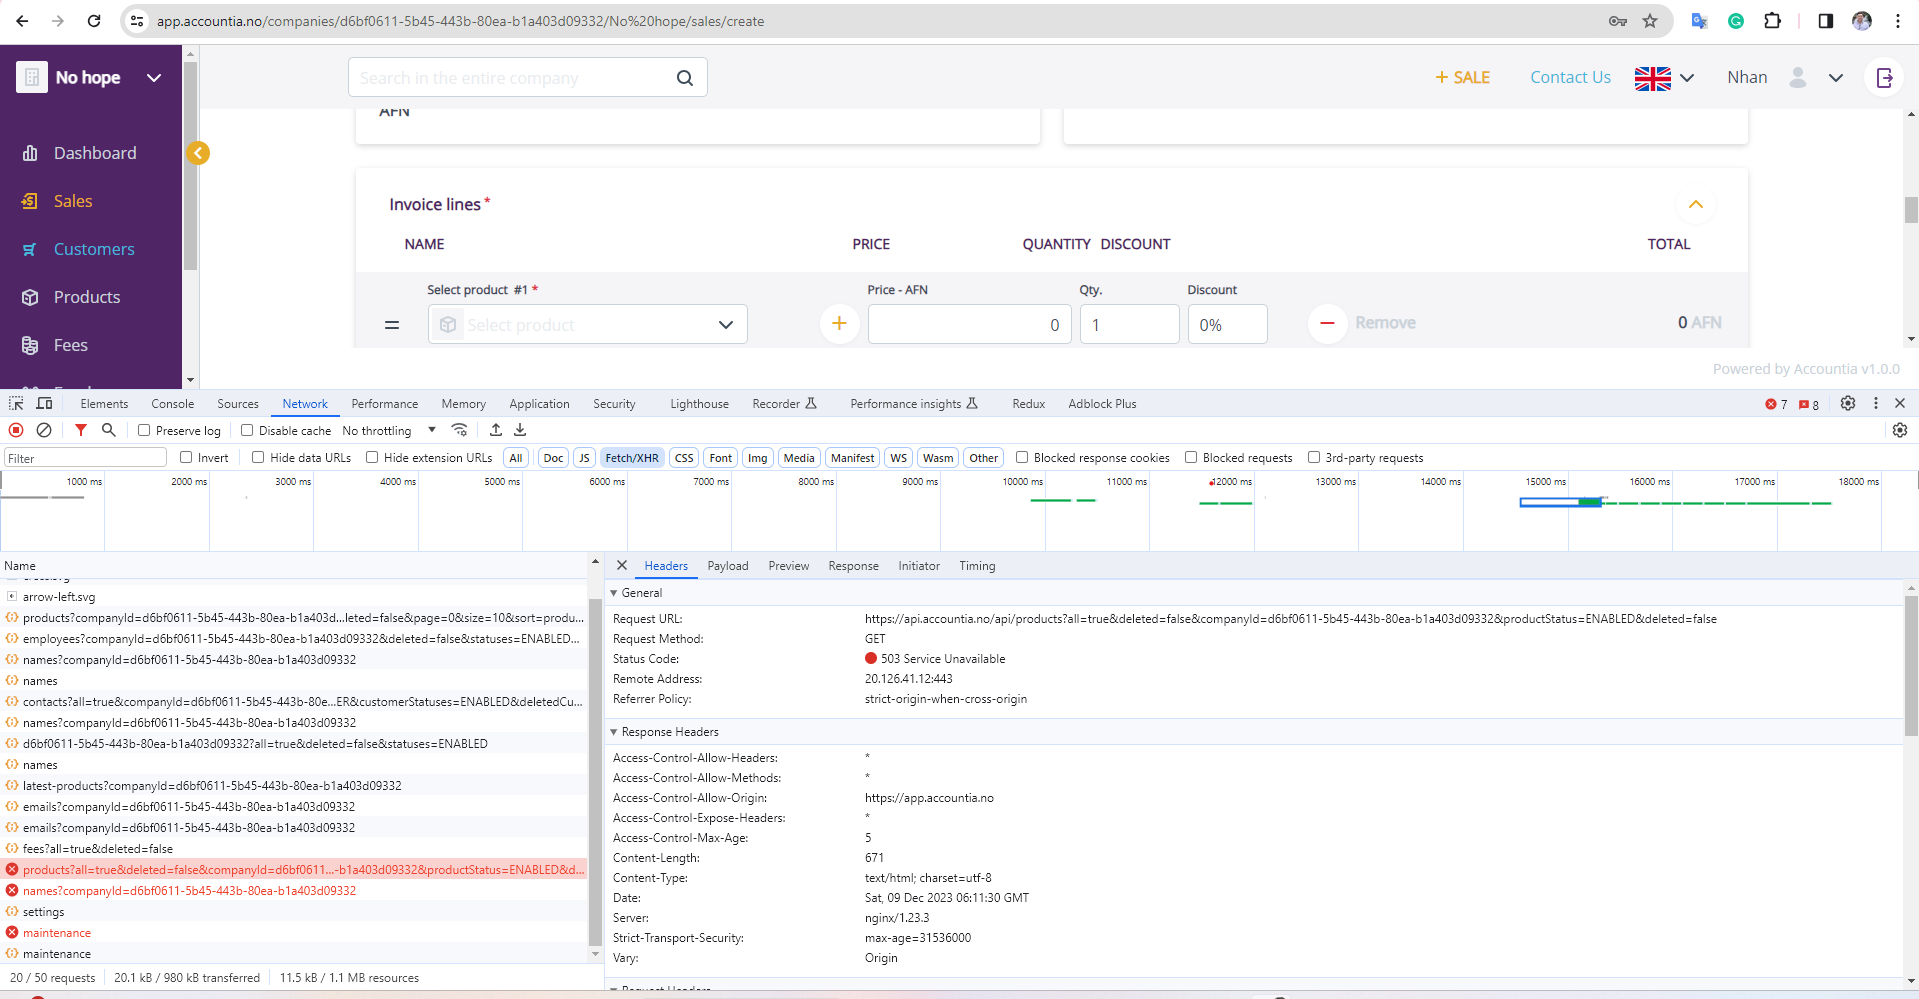 app.accountia.no/companies/d6bf0611-5b45-443b-80ea-b1a403d09332/No%20hope/sales/create
No hope
Search in the entire company
+ SALE
Contact Us
Nhan
AFN
Dashboard
Sales
Customers
Products
Fees
Invoice lines *
NAME PRICE QUANTITY DISCOUNT TOTAL
Select product #1 * Price - AFN Qty. Discount
Select product 0 1 0% Remove 0 AFN
Powered by Accountia v1.0.0
Elements Console Sources Network Performance Memory Application Security Lighthouse Recorder Performance insights Redux Adblock Plus 7 8
Preserve log Disable cache No throttling
Filter Invert Hide data URLs Hide extension URLs All Doc JS Fetch/XHR CSS Font Img Media Manifest WS Wasm Other Blocked response cookies Blocked requests 3rd-party requests
1000 ms 2000 ms 3000 ms 4000 ms 5000 ms 6000 ms 7000 ms 8000 ms 9000 ms 10000 ms 11000 ms 12000 ms 13000 ms 14000 ms 15000 ms 16000 ms 17000 ms 18000 ms
Name
arrow-left.svg
products?companyId=d6bf0611-5b45-443b-80ea-b1a403d...leted=false&page=0&size=10&sort=produ...
employees?companyId=d6bf0611-5b45-443b-80ea-b1a403d09332&deleted=false&statuses=ENABLED...
names?companyId=d6bf0611-5b45-443b-80ea-b1a403d09332
names
contacts?all=true&companyId=d6bf0611-5b45-443b-80e...ER&customerStatuses=ENABLED&deletedCu...
names?companyId=d6bf0611-5b45-443b-80ea-b1a403d09332
d6bf0611-5b45-443b-80ea-b1a403d09332?all=true&deleted=false&statuses=ENABLED
names
latest-products?companyId=d6bf0611-5b45-443b-80ea-b1a403d09332
emails?companyId=d6bf0611-5b45-443b-80ea-b1a403d09332
emails?companyId=d6bf0611-5b45-443b-80ea-b1a403d09332
fees?all=true&deleted=false
products?all=true&deleted=false&companyId=d6bf0611...-b1a403d09332&productStatus=ENABLED&d...
names?companyId=d6bf0611-5b45-443b-80ea-b1a403d09332
settings
maintenance
maintenance
20 / 50 requests 20.1 kB / 980 kB transferred 11.5 kB / 1.1 MB resources
Headers Payload Preview Response Initiator Timing
General
Request URL: https://api.accountia.no/api/products?all=true&deleted=false&companyId=d6bf0611-5b45-443b-80ea-b1a403d09332&productStatus=ENABLED&deleted=false
Request Method: GET
Status Code: 503 Service Unavailable
Remote Address: 20.126.41.12:443
Referrer Policy: strict-origin-when-cross-origin
Response Headers
Access-Control-Allow-Headers: *
Access-Control-Allow-Methods: *
Access-Control-Allow-Origin: https://app.accountia.no
Access-Control-Expose-Headers: *
Access-Control-Max-Age: 5
Content-Length: 671
Content-Type: text/html; charset=utf-8
Date: Sat, 09 Dec 2023 06:11:30 GMT
Server: nginx/1.23.3
Strict-Transport-Security: max-age=31536000
Vary: Origin
Request Headers